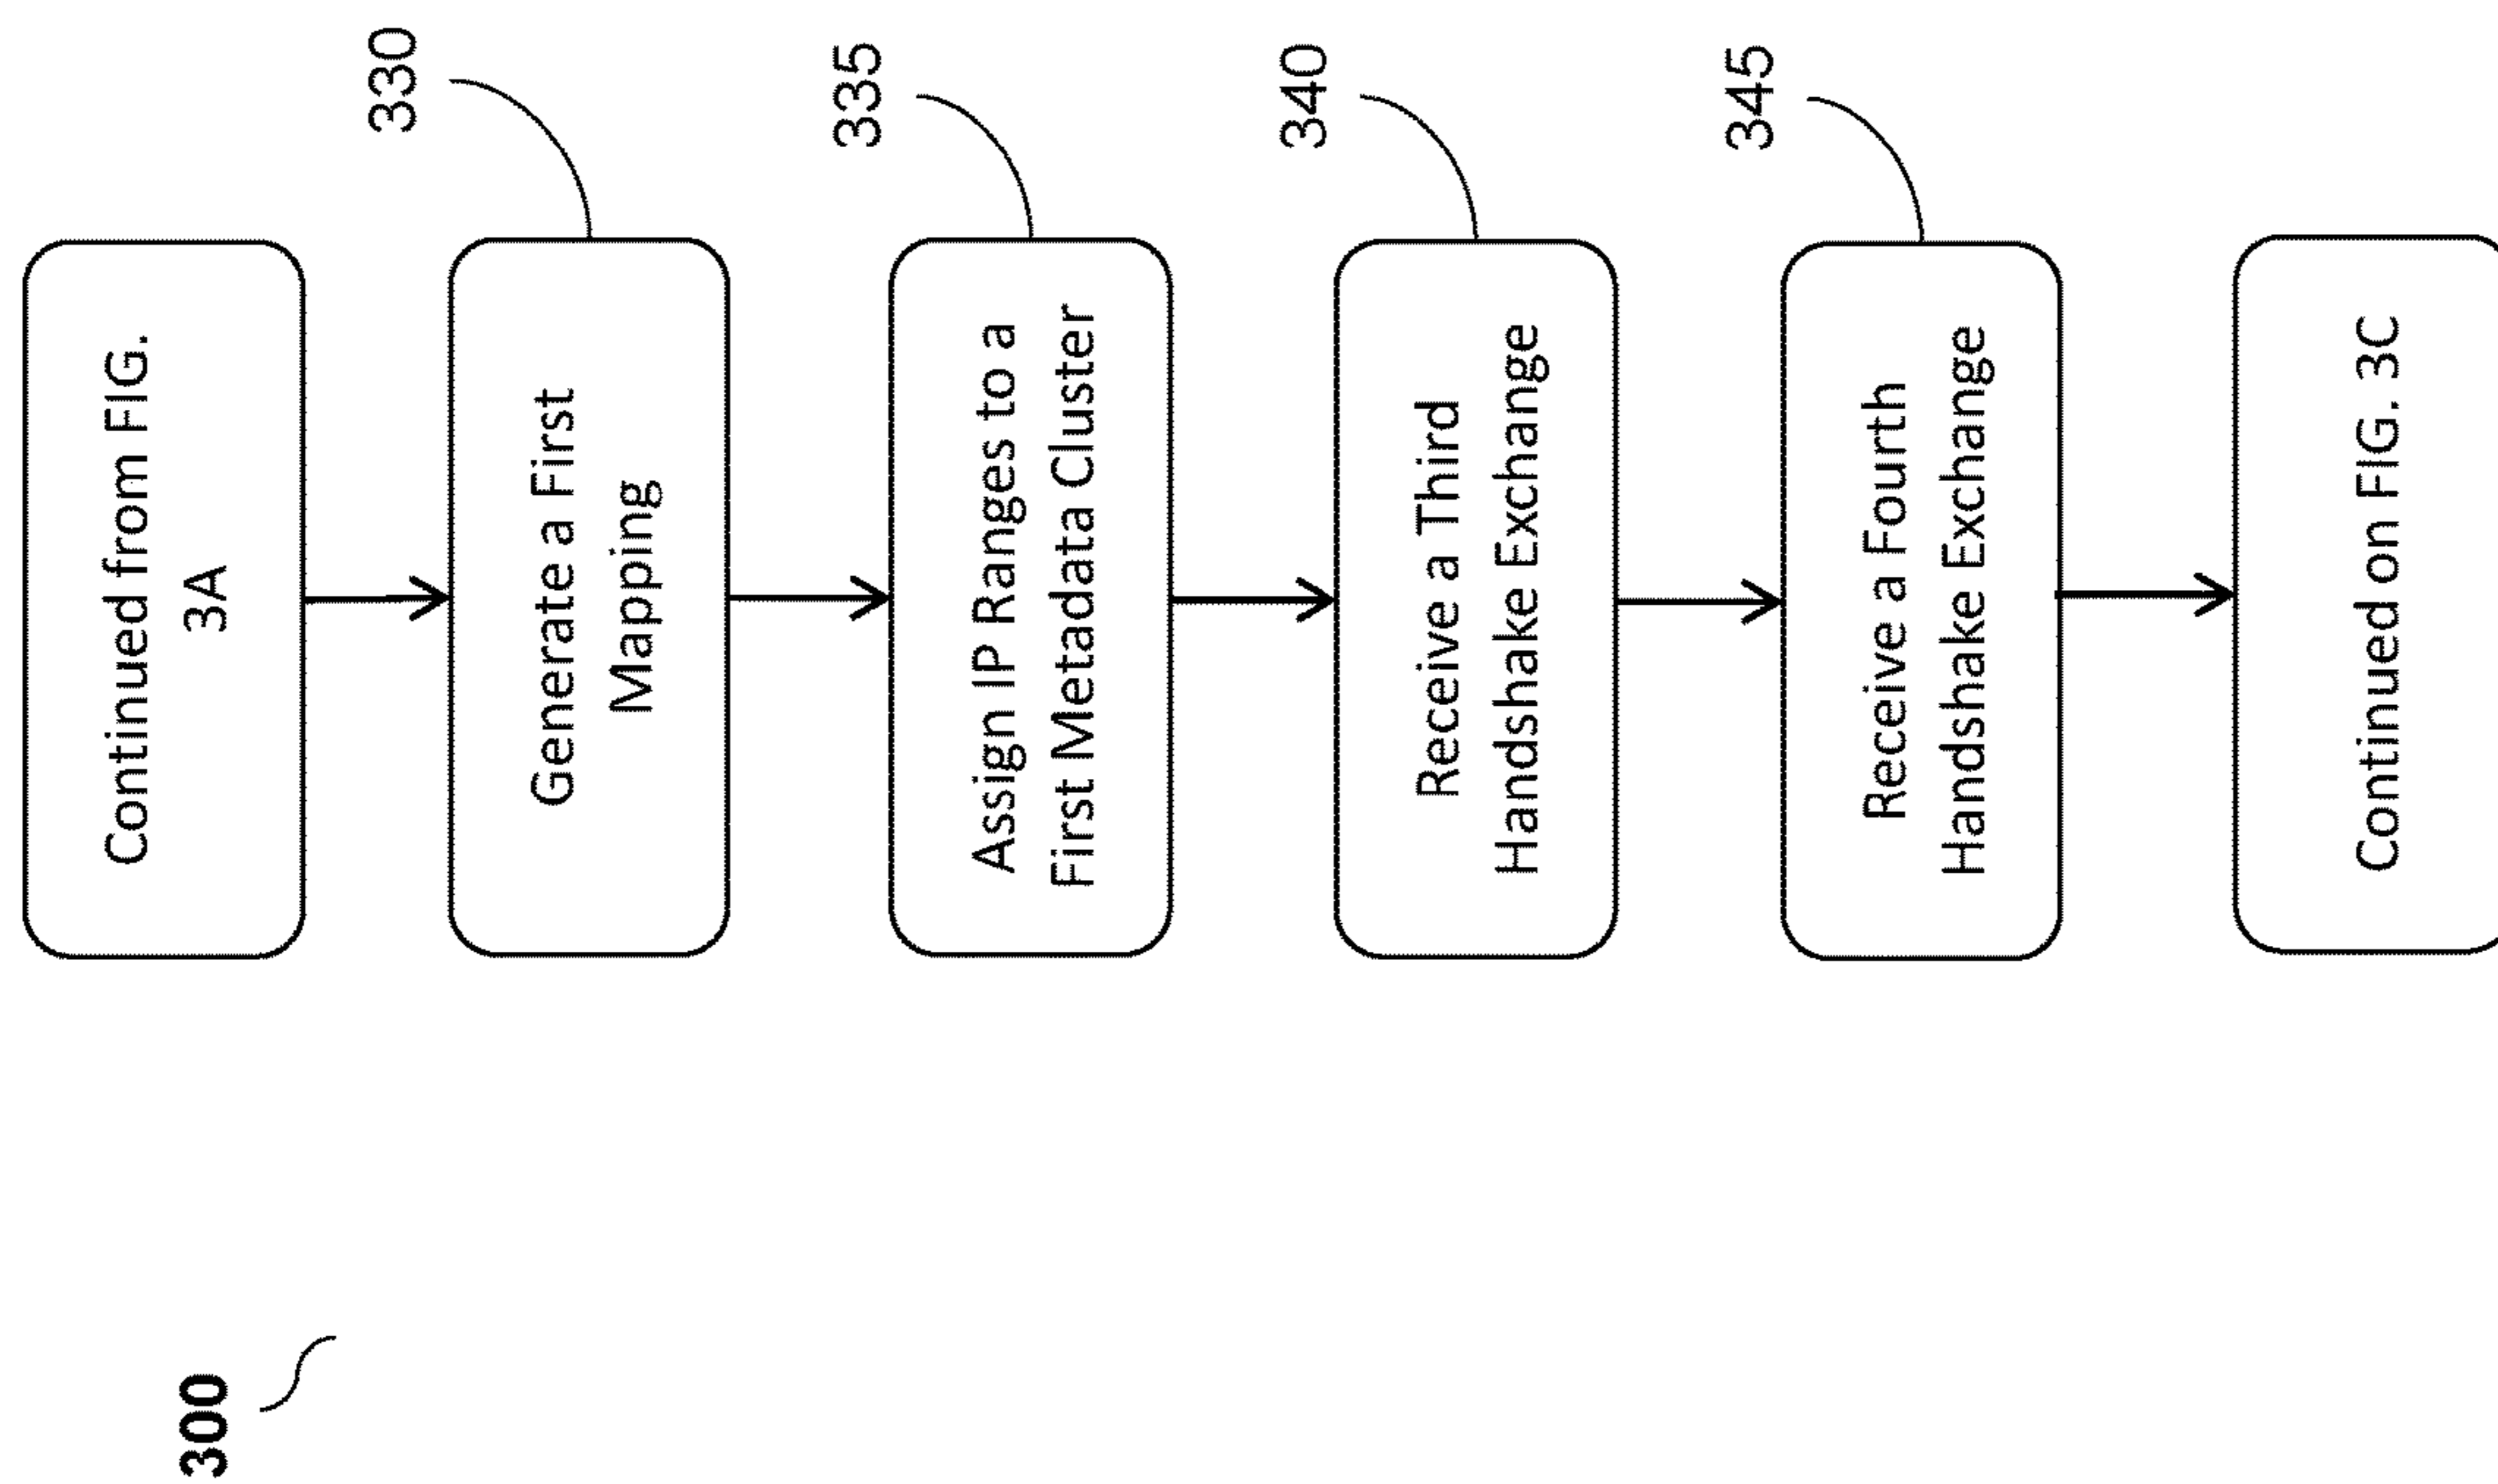 300
Continued from FIG.
3A
330
Generate a First
Mapping
335
Assign IP Ranges to a
First Metadata Cluster
340
Receive a Third
Handshake Exchange
345
Receive a Fourth
Handshake Exchange
Continued on FIG. 3C